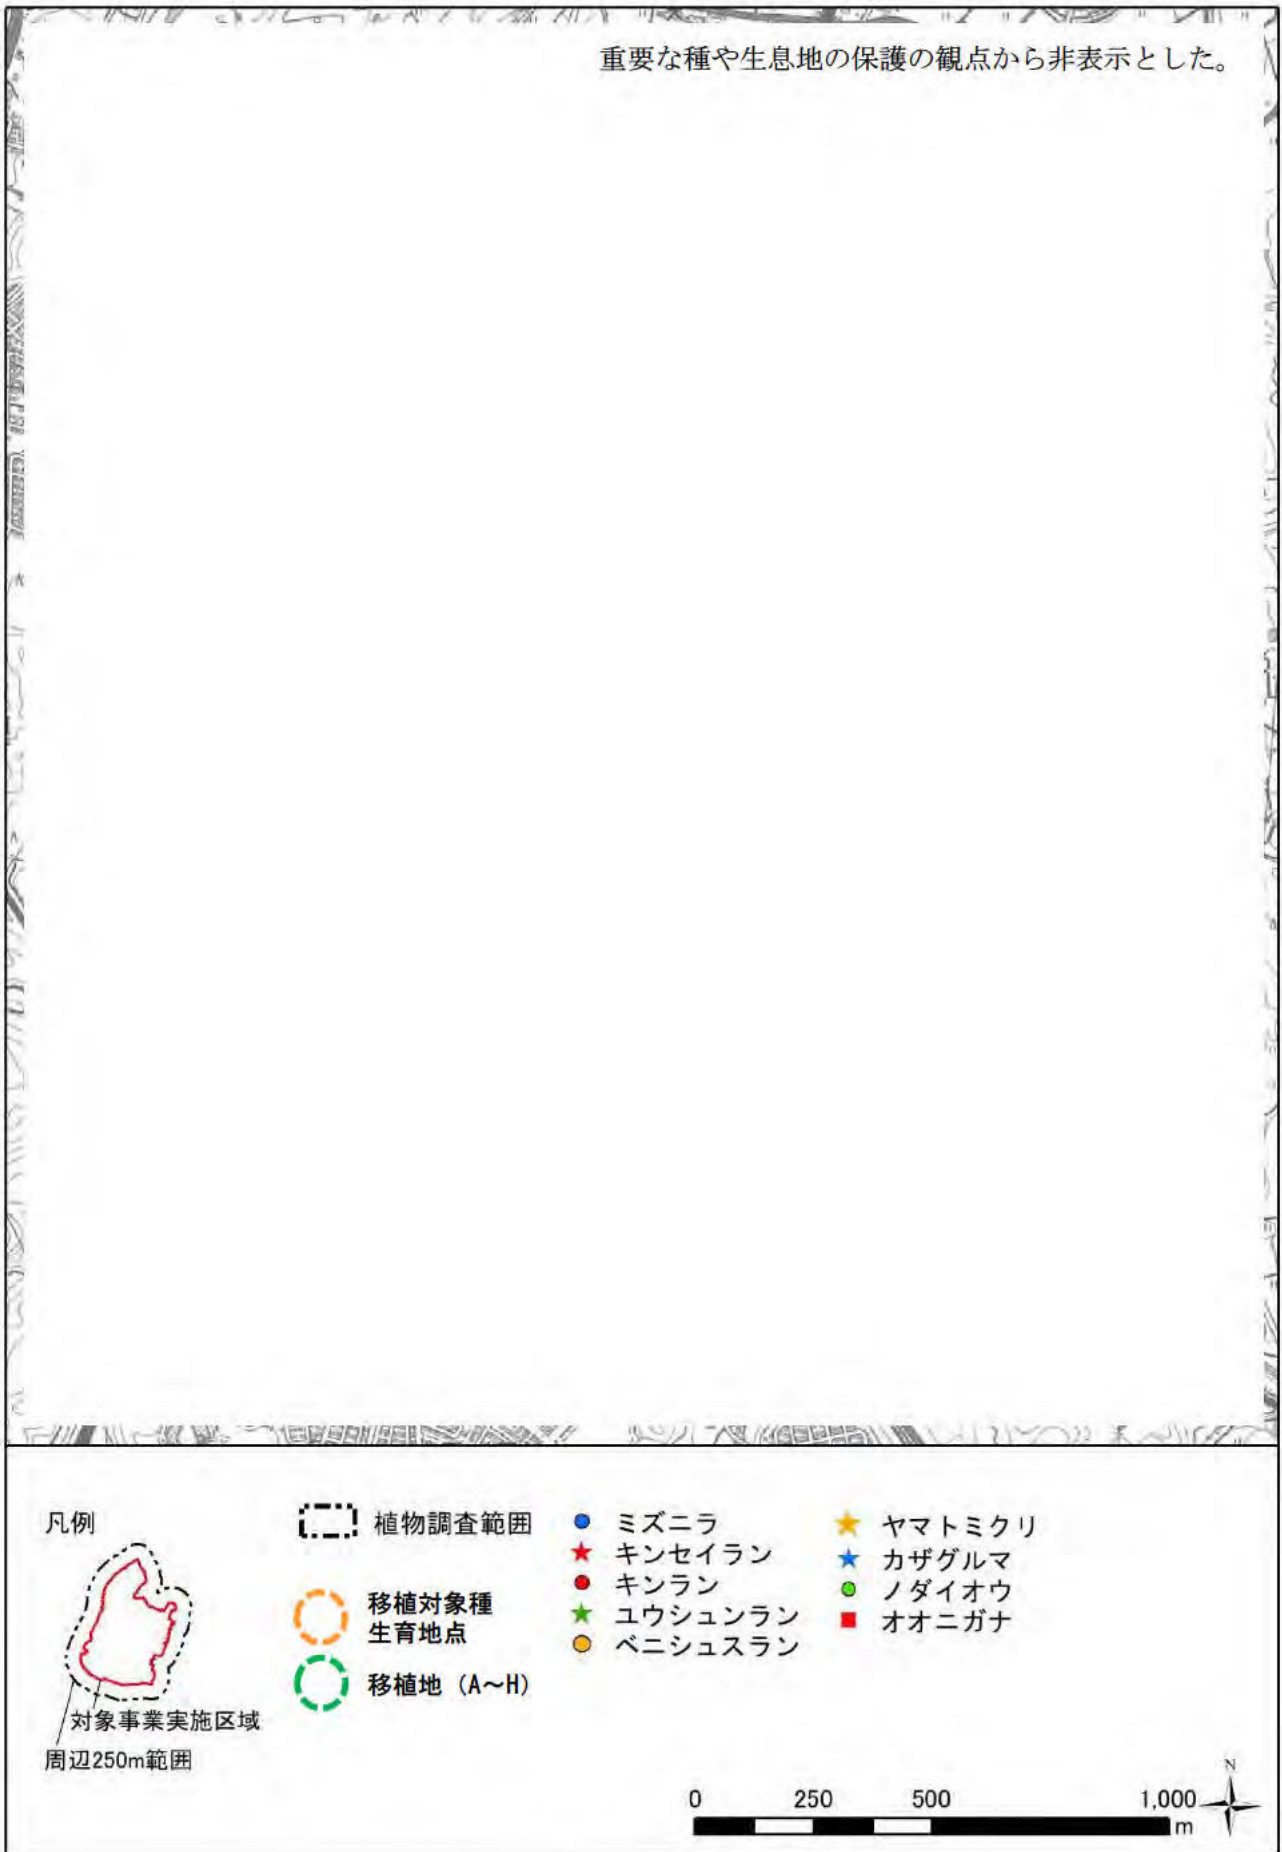 重要な種や生息地の保護の観点から非表示とした。
凡例
対象事業実施区域
周辺250m範囲
植物調査範囲
移植対象種
生育地点
移植地（A～H）
ミズニラ
キンセイラン
キンラン
ユウシュンラン
ベニシュスラン
ヤマトミクリ
カザグルマ
ノダイオウ
オオニガナ
0 250 500 1,000
m
N